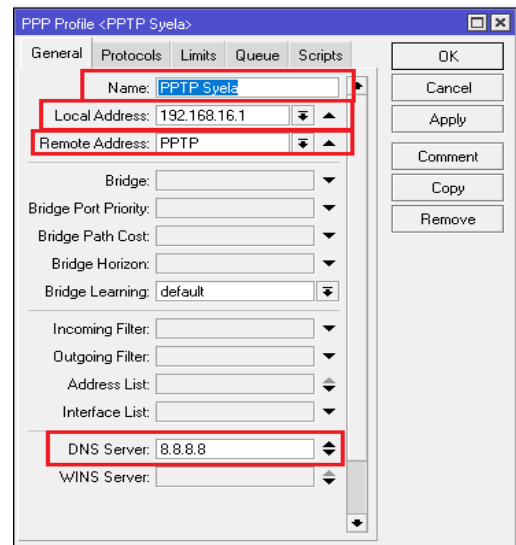 PPP Profile <PPTP Syela>
General Protocols Limits Queue Scripts
Name: PPTP Syela
Local Address: 192.168.16.1
Remote Address: PPTP
Bridge:
Bridge Port Priority:
Bridge Path Cost:
Bridge Horizon:
Bridge Learning: default
Incoming Filter:
Outgoing Filter:
Address List:
Interface List:
DNS Server: 8.8.8.8
WINS Server:
OK
Cancel
Apply
Comment
Copy
Remove